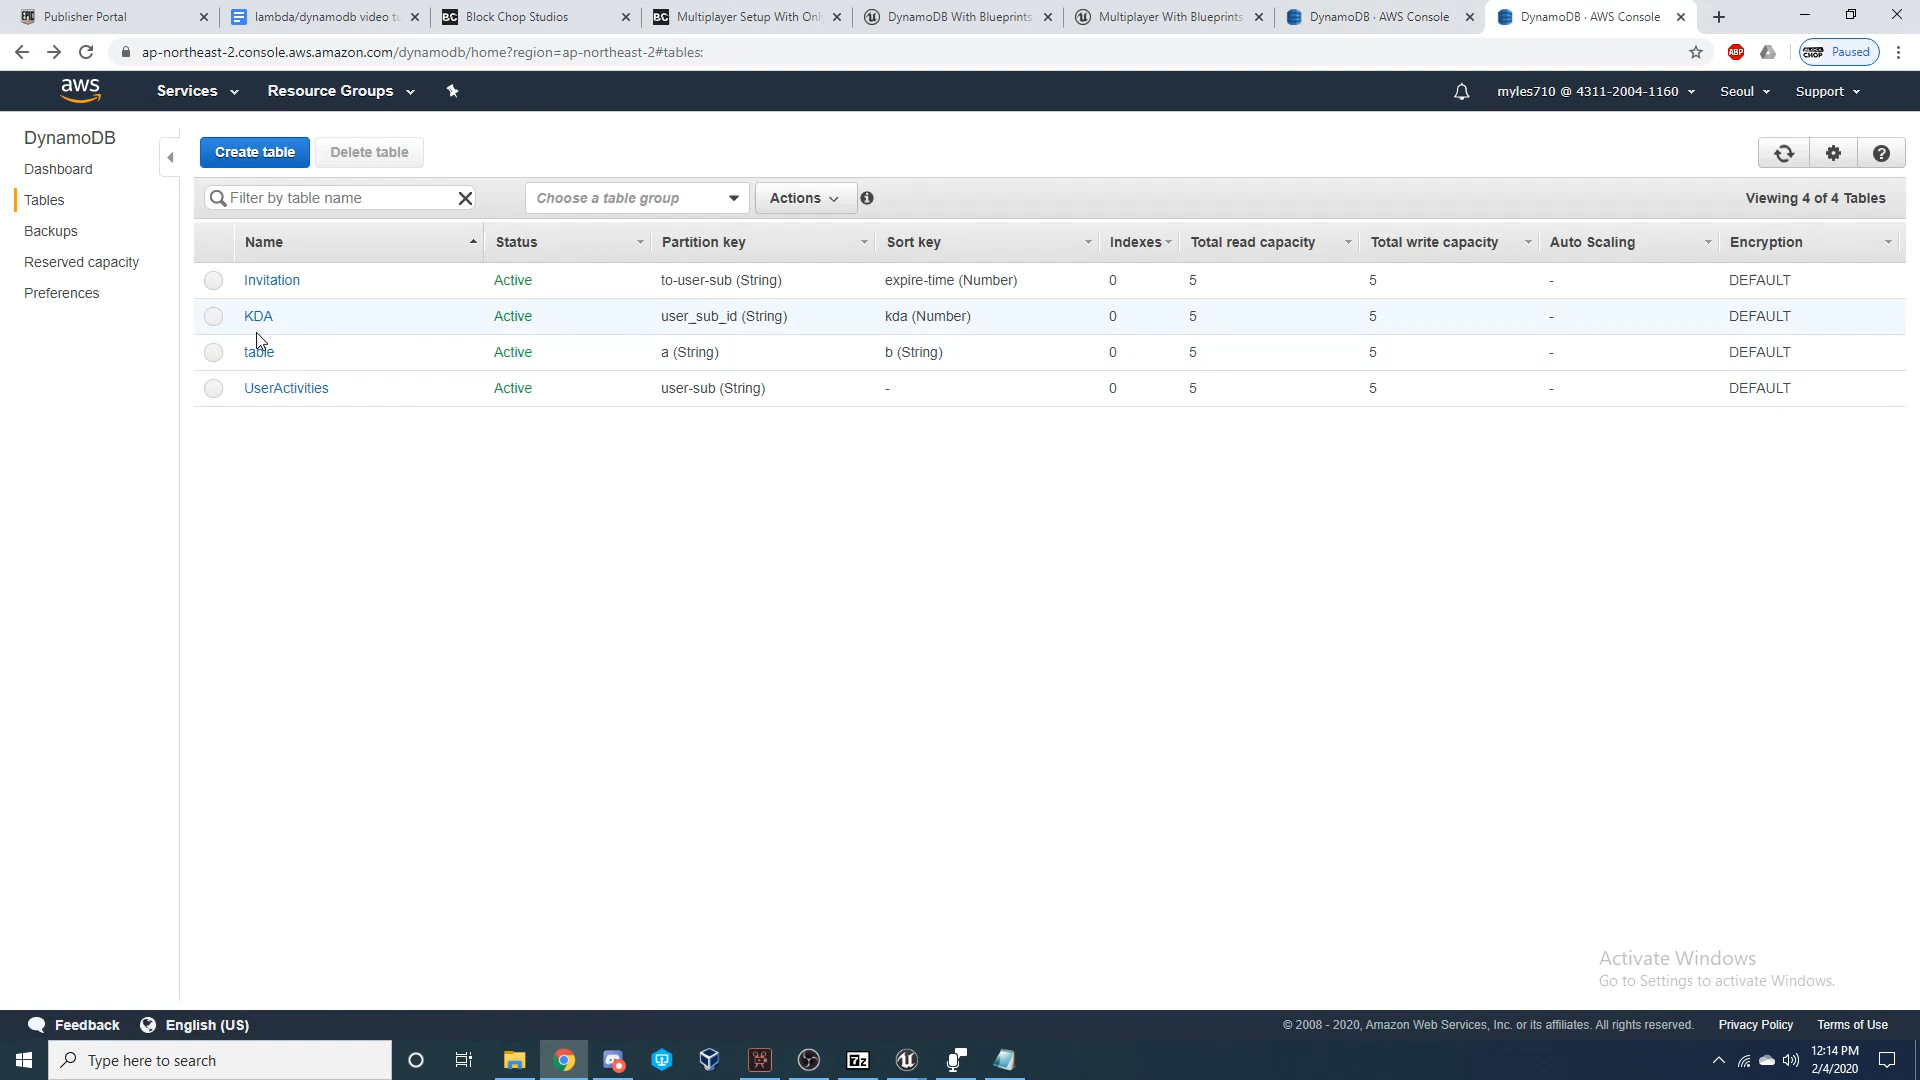 EPIC Publisher Portal
lambda/dynamodb video tu
BC Block Chop Studios
BC Multiplayer Setup With Onl
DynamoDB With Blueprints
Multiplayer With Blueprints
DynamoDB · AWS Console
DynamoDB · AWS Console
ap-northeast-2.console.aws.amazon.com/dynamodb/home?region=ap-northeast-2#tables:
ABP
Paused
aws Services Resource Groups myles710 @ 4311-2004-1160 Seoul Support
DynamoDB
Dashboard
Tables
Backups
Reserved capacity
Preferences
Create table Delete table
Filter by table name Choose a table group Actions Viewing 4 of 4 Tables
Name Status Partition key Sort key Indexes Total read capacity Total write capacity Auto Scaling Encryption
Invitation Active to-user-sub (String) expire-time (Number) 0 5 5 - DEFAULT
KDA Active user_sub_id (String) kda (Number) 0 5 5 - DEFAULT
table Active a (String) b (String) 0 5 5 - DEFAULT
UserActivities Active user-sub (String) - 0 5 5 - DEFAULT
Activate Windows
Go to Settings to activate Windows.
Feedback English (US) © 2008 - 2020, Amazon Web Services, Inc. or its affiliates. All rights reserved. Privacy Policy Terms of Use
Type here to search
7z
12:14 PM
2/4/2020